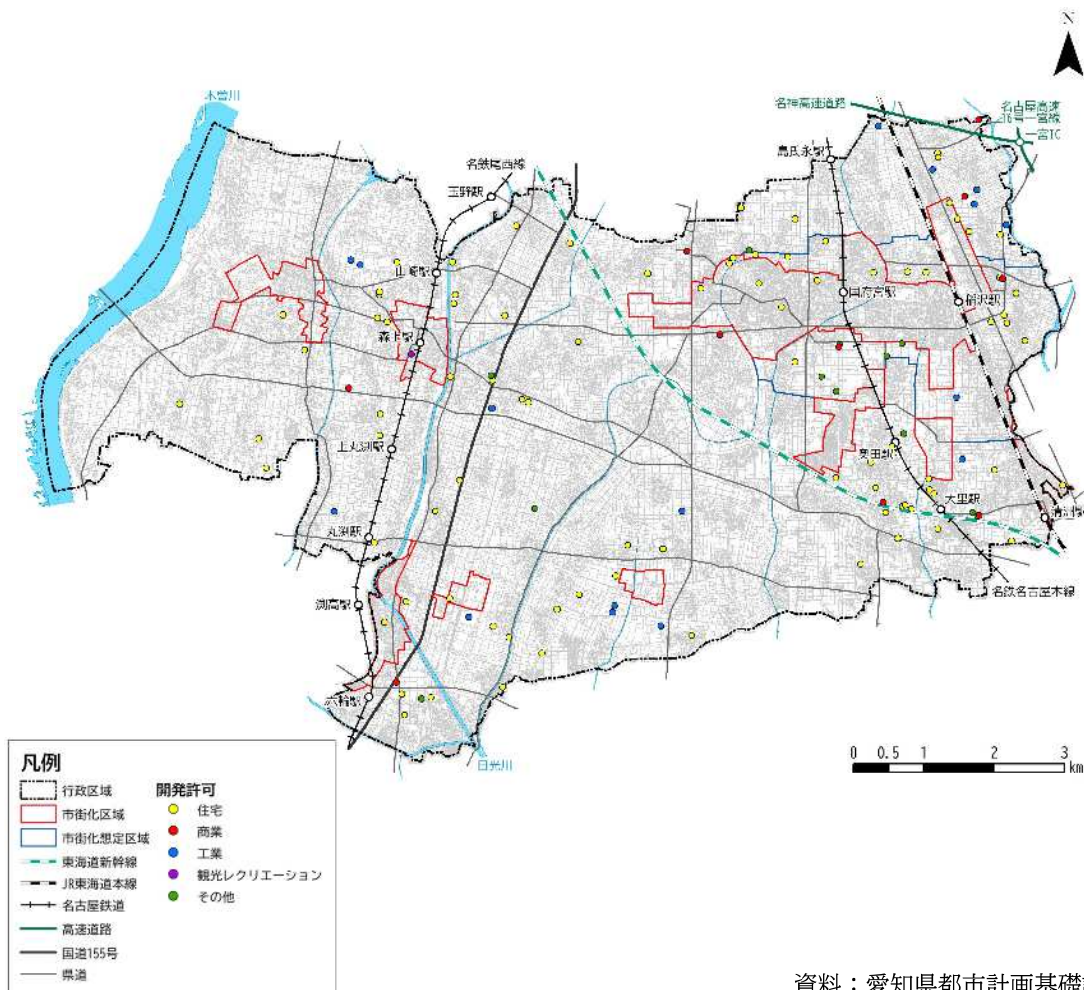 N
木曽川
名神高速道路
名古屋高速
16号一宮線
一宮IC
島氏永駅
名鉄尾西線
玉野駅
山崎駅
国府宮駅
稲沢駅
森上駅
上丸渕駅
奥田駅
大里駅
清洲駅
丸渕駅
渕高駅
名鉄名古屋本線
六輪駅
日光川
0 0.5 1 2 3
km
凡例
行政区域
市街化区域
市街化想定区域
東海道新幹線
JR東海道本線
名古屋鉄道
高速道路
国道155号
県道
開発許可
住宅
商業
工業
観光レクリエーション
その他
資料：愛知県都市計画基礎